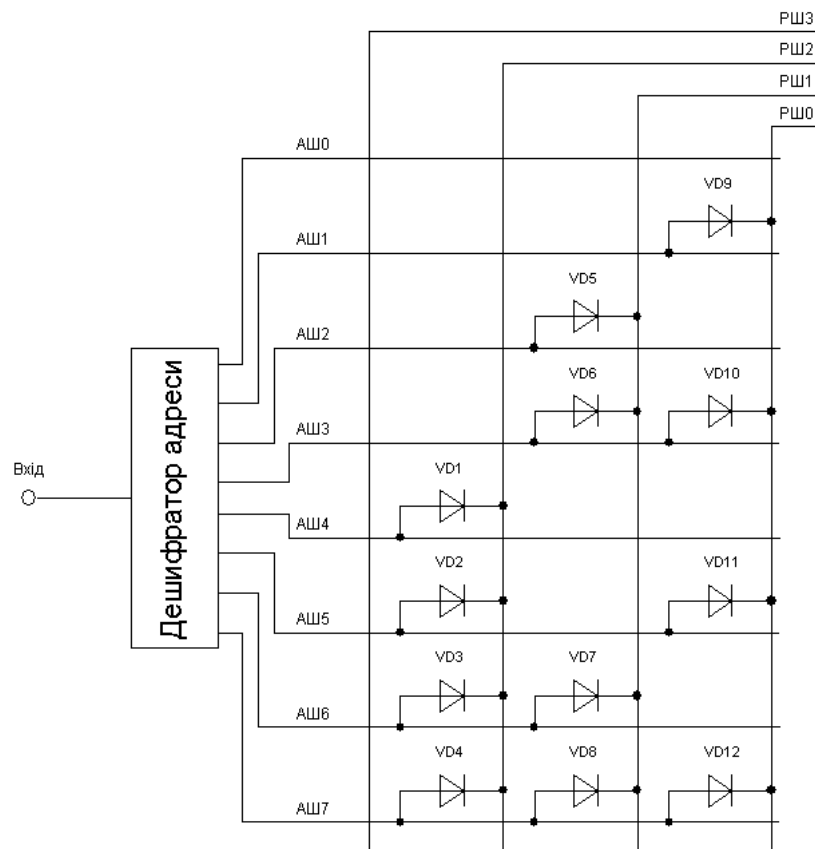 РШ3
РШ2
РШ1
РШ0
АШ0
VD9
АШ1
VD5
АШ2
VD6
VD10
АШ3
Вхід
Дешифратор адреси
VD1
АШ4
VD2
VD11
АШ5
VD3
VD7
АШ6
VD4
VD8
VD12
АШ7